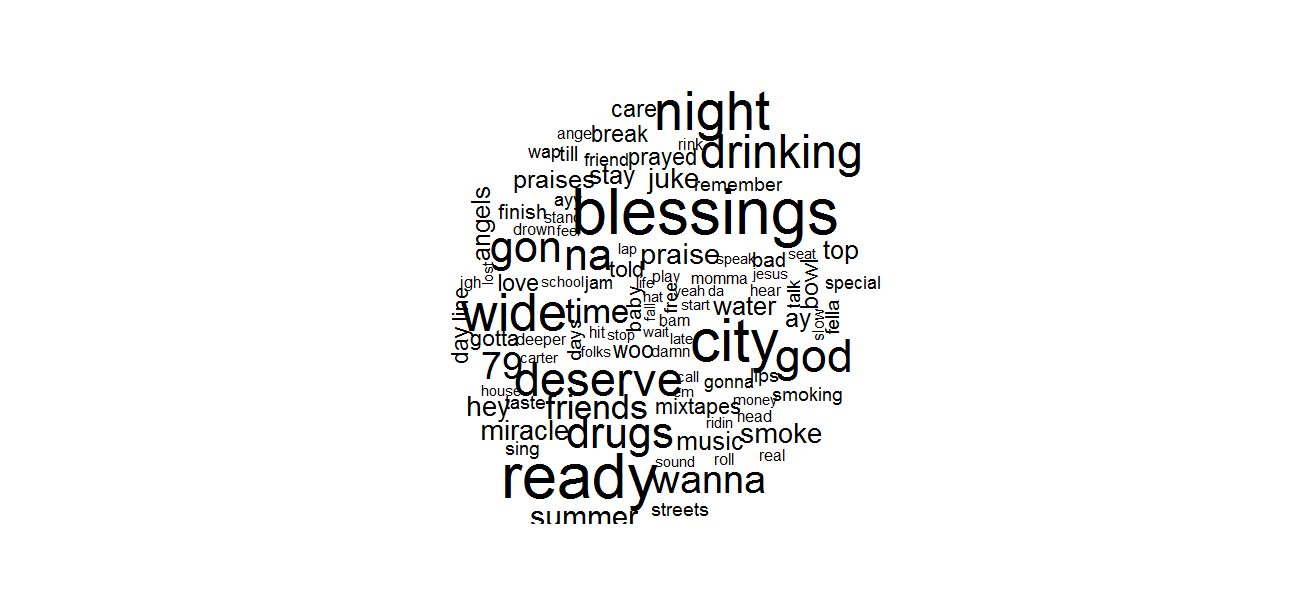 care night
ange break
rink
drinking
wap till friend prayed
praises stay juke remember
angels
ayy
blessings
finish stand
drown feel
gon na
lap praise speak bad seat top
told
lost
igh love school jam life play momma jesus
bowl
special
talk
hat free yeah da hear
baby
fall
wide time start water
ay slow fella
day line
days
bam
gotta deeper hit stop wait late city
folks woo damn
god
79 carter
deserve call gonna lips
em
house
smoking
hey taste friends mixtapes money
head
ridin
miracle drugs music smoke
sing
sound roll real
ready wanna
summer streets